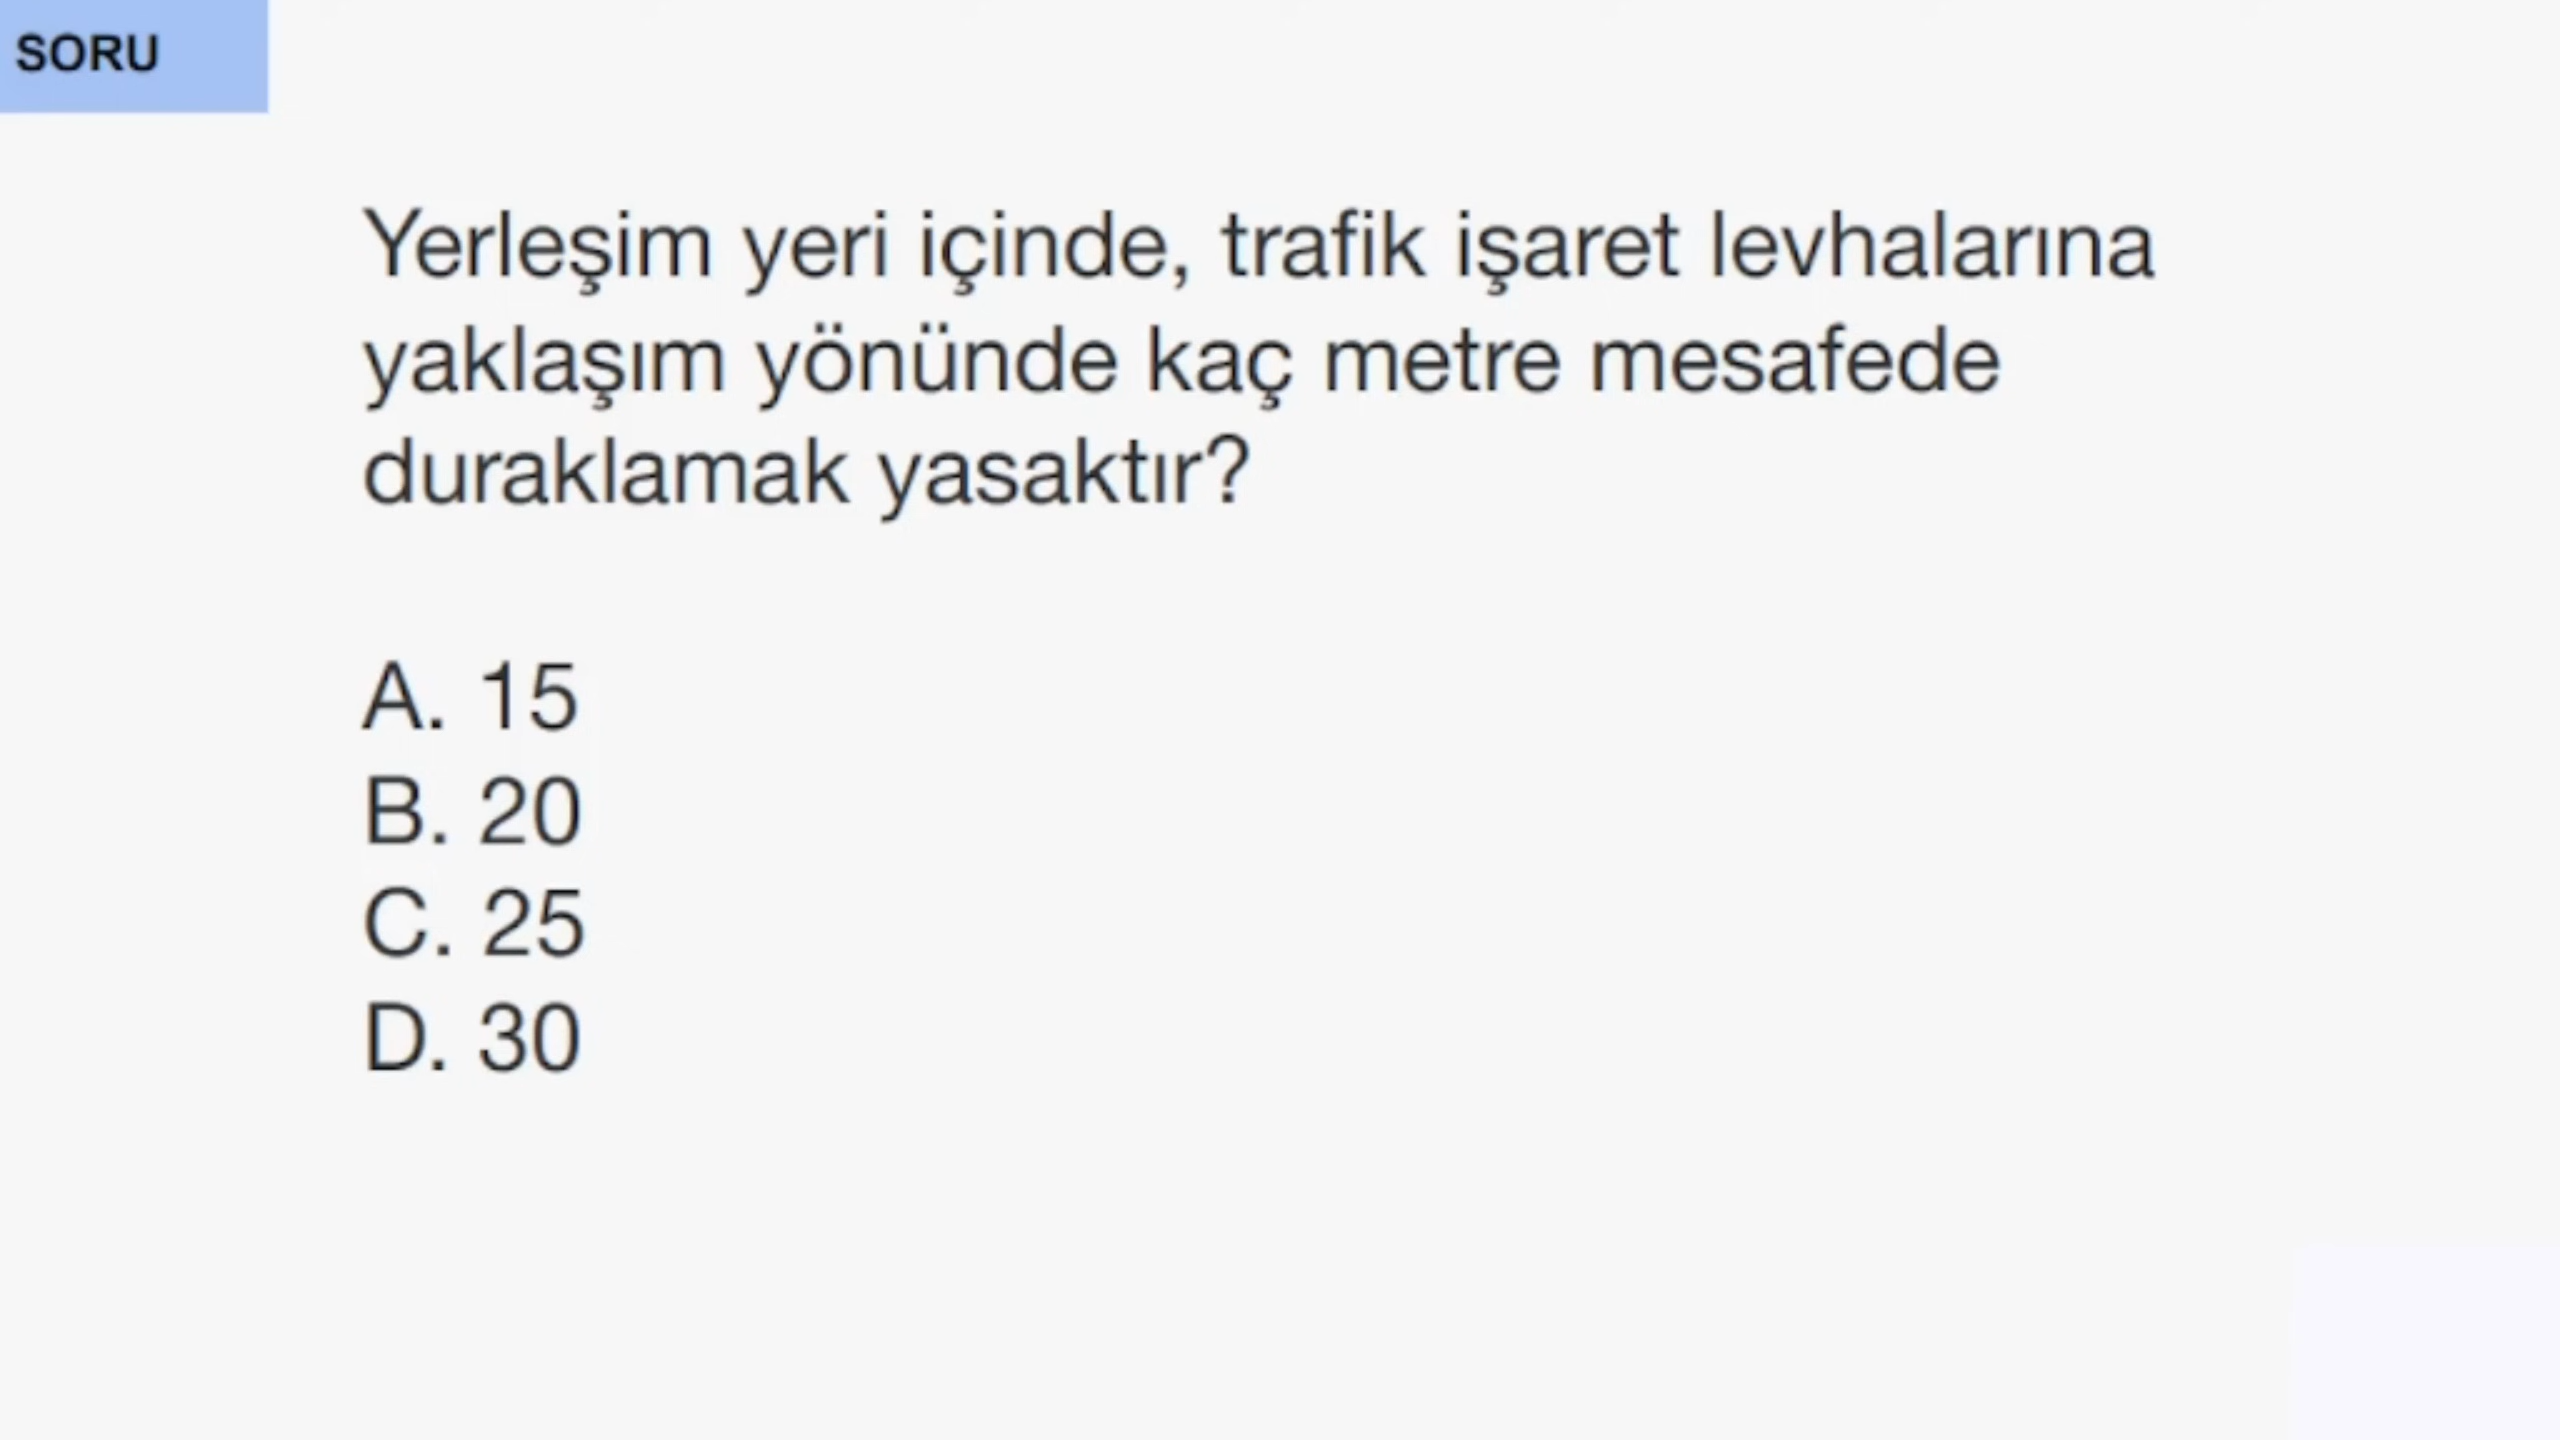 SORU
Yerleşim yeri içinde, trafik işaret levhalarına
yaklaşım yönünde kaç metre mesafede
duraklamak yasaktır?
A. 15
B. 20
C. 25
D. 30